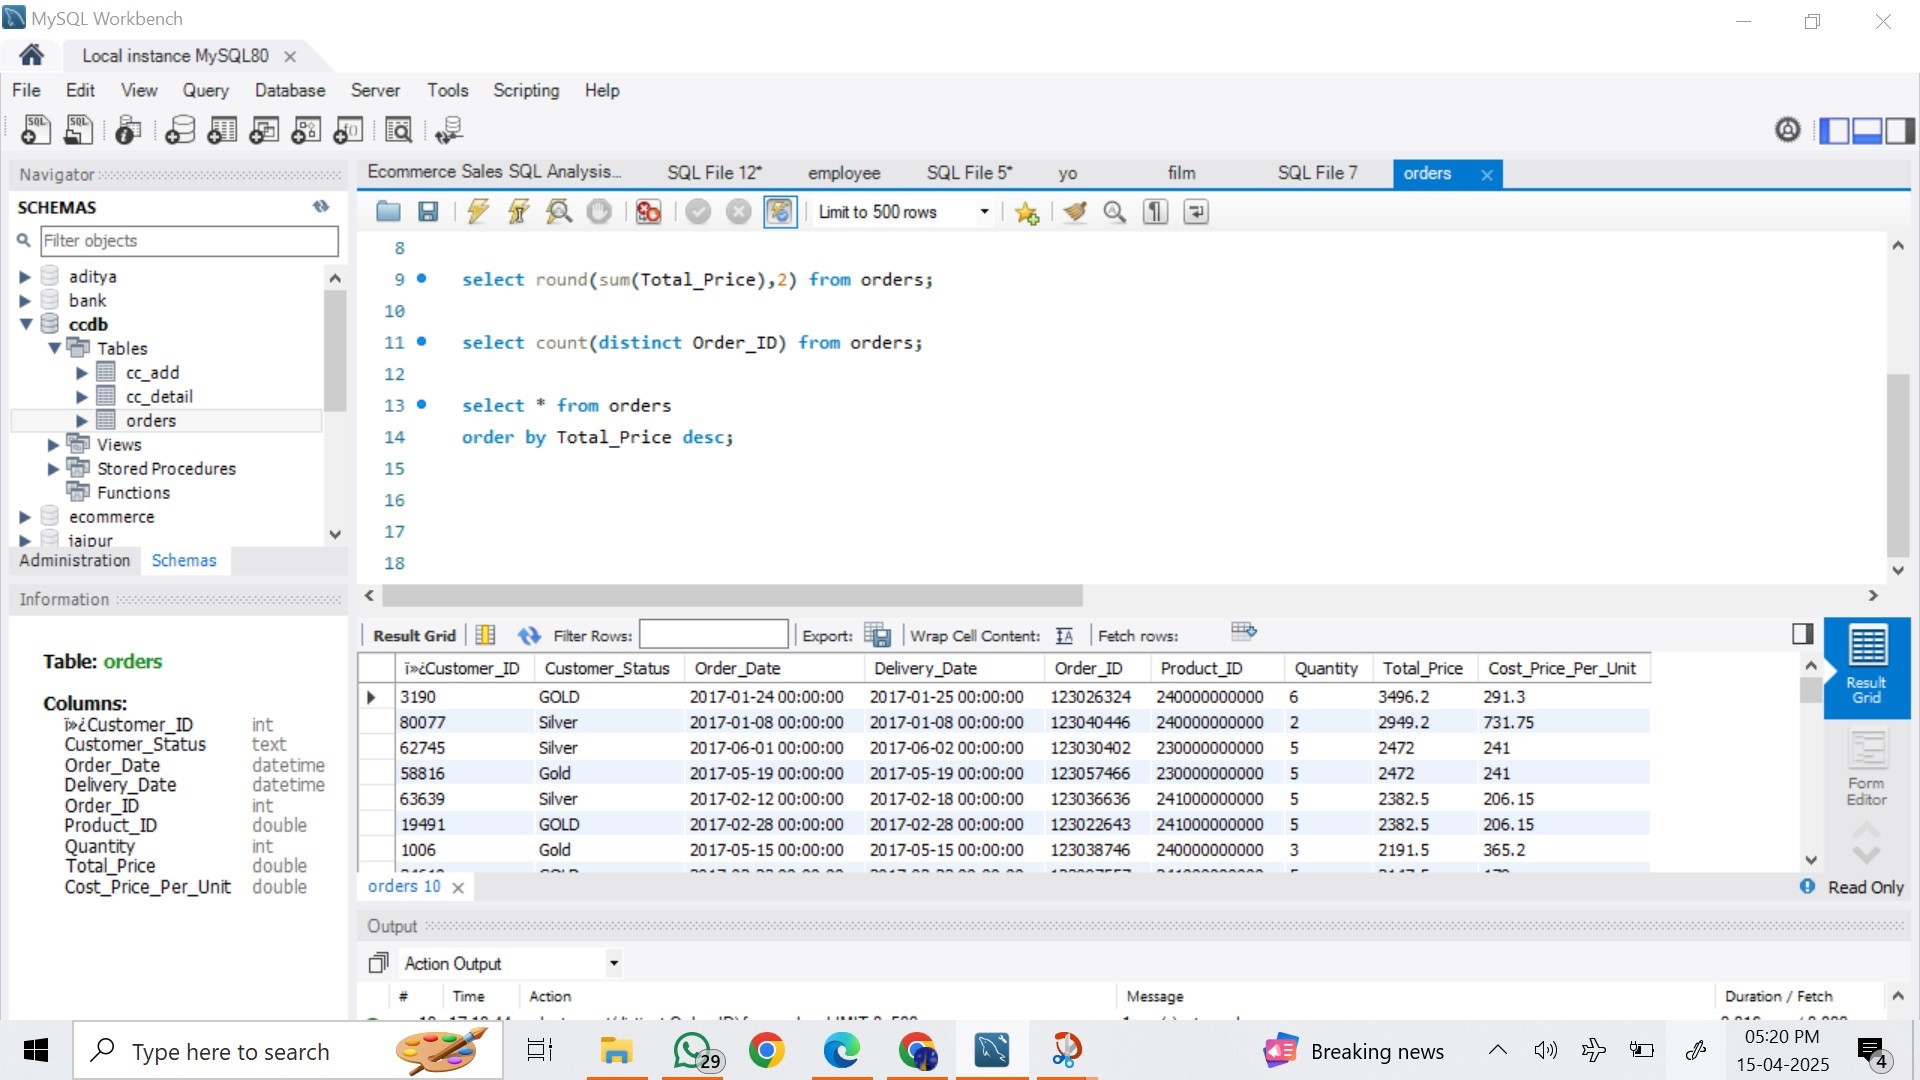 MySQL Workbench
Local instance MySQL80
File Edit View Query Database Server Tools Scripting Help
Navigator
SCHEMAS
Filter objects
aditya
bank
ccdb
Tables
cc_add
cc_detail
orders
Views
Stored Procedures
Functions
ecommerce
jaipur
Administration Schemas
Information
Table: orders
Columns:
ï»¿Customer_ID int
Customer_Status text
Order_Date datetime
Delivery_Date datetime
Order_ID int
Product_ID double
Quantity int
Total_Price double
Cost_Price_Per_Unit double
Ecommerce Sales SQL Analysis... SQL File 12* employee SQL File 5* yo film SQL File 7 orders
Limit to 500 rows
8
9 select round(sum(Total_Price),2) from orders;
10
11 select count(distinct Order_ID) from orders;
12
13 select * from orders
14 order by Total_Price desc;
15
16
17
18
Result Grid Filter Rows: Export: Wrap Cell Content: Fetch rows:
ï»¿Customer_ID Customer_Status Order_Date Delivery_Date Order_ID Product_ID Quantity Total_Price Cost_Price_Per_Unit
3190 GOLD 2017-01-24 00:00:00 2017-01-25 00:00:00 123026324 240000000000 6 3496.2 291.3
80077 Silver 2017-01-08 00:00:00 2017-01-08 00:00:00 123040446 240000000000 2 2949.2 731.75
62745 Silver 2017-06-01 00:00:00 2017-06-02 00:00:00 123030402 230000000000 5 2472 241
58816 Gold 2017-05-19 00:00:00 2017-05-19 00:00:00 123057466 230000000000 5 2472 241
63639 Silver 2017-02-12 00:00:00 2017-02-18 00:00:00 123036636 241000000000 5 2382.5 206.15
19491 GOLD 2017-02-28 00:00:00 2017-02-28 00:00:00 123022643 241000000000 5 2382.5 206.15
1006 Gold 2017-05-15 00:00:00 2017-05-15 00:00:00 123038746 240000000000 3 2191.5 365.2
Result
Grid
Form
Editor
orders 10
Read Only
Output
Action Output
# Time Action Message Duration / Fetch
Type here to search
29
Breaking news
05:20 PM
15-04-2025
4